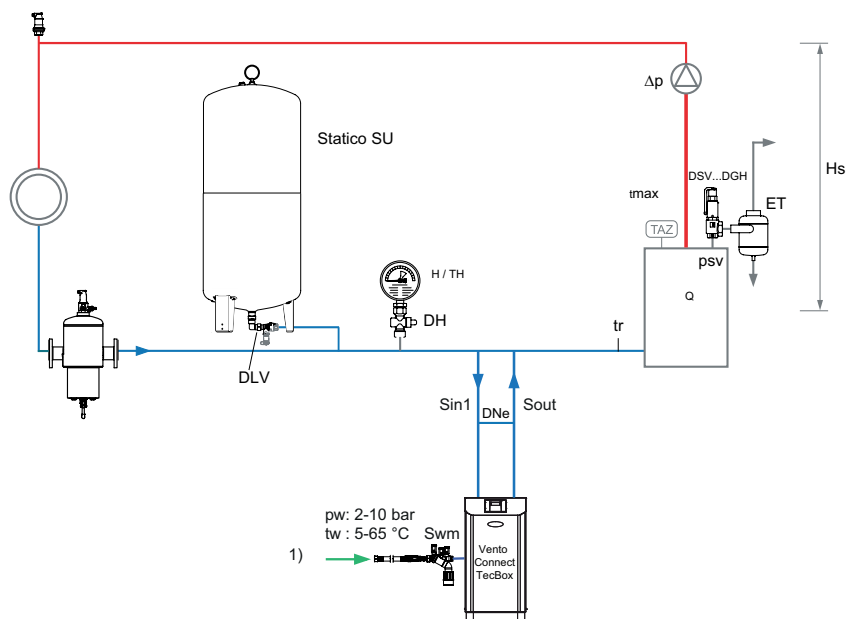 Δp
Statico SU
Hs
DSV...DGH
tmax
ET
TAZ
psv
Q
H / TH
DH
tr
DLV
Sin1
Sout
DNe
pw: 2-10 bar
tw : 5-65 °C
Swm
1)
Vento
Connect
TecBox